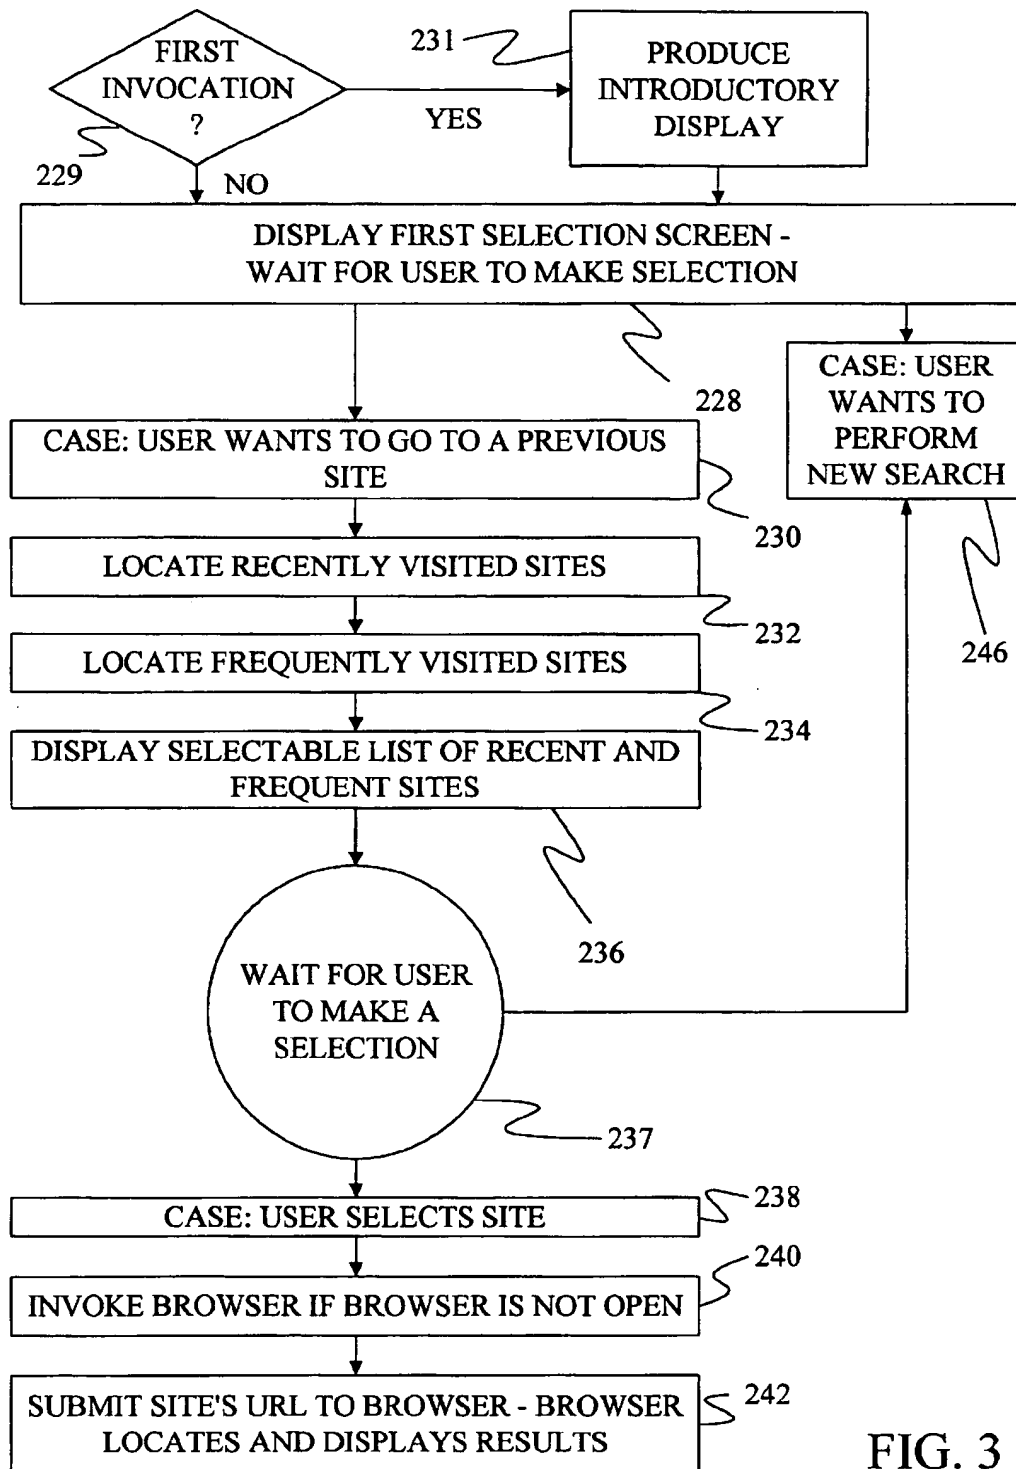 FIRST
INVOCATION
?
229
YES
NO
231
PRODUCE
INTRODUCTORY
DISPLAY
DISPLAY FIRST SELECTION SCREEN -
WAIT FOR USER TO MAKE SELECTION
228
CASE: USER
WANTS TO
PERFORM
NEW SEARCH
246
CASE: USER WANTS TO GO TO A PREVIOUS
SITE
230
LOCATE RECENTLY VISITED SITES
232
LOCATE FREQUENTLY VISITED SITES
234
DISPLAY SELECTABLE LIST OF RECENT AND
FREQUENT SITES
236
WAIT FOR USER
TO MAKE A
SELECTION
237
CASE: USER SELECTS SITE
238
INVOKE BROWSER IF BROWSER IS NOT OPEN
240
SUBMIT SITE'S URL TO BROWSER - BROWSER
LOCATES AND DISPLAYS RESULTS
242
FIG. 3